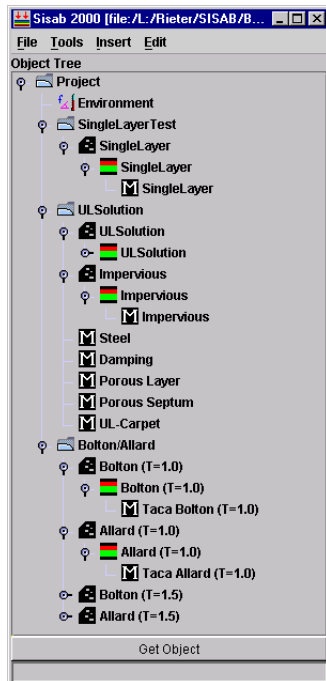 Sisab 2000 [file:/L:/Rieter/SISAB/B...
File Tools Insert Edit
Object Tree
Project
Environment
SingleLayerTest
SingleLayer
SingleLayer
SingleLayer
ULSolution
ULSolution
ULSolution
Impervious
Impervious
Impervious
Steel
Damping
Porous Layer
Porous Septum
UL-Carpet
Bolton/Allard
Bolton (T=1.0)
Bolton (T=1.0)
Taca Bolton (T=1.0)
Allard (T=1.0)
Allard (T=1.0)
Taca Allard (T=1.0)
Bolton (T=1.5)
Allard (T=1.5)
Get Object